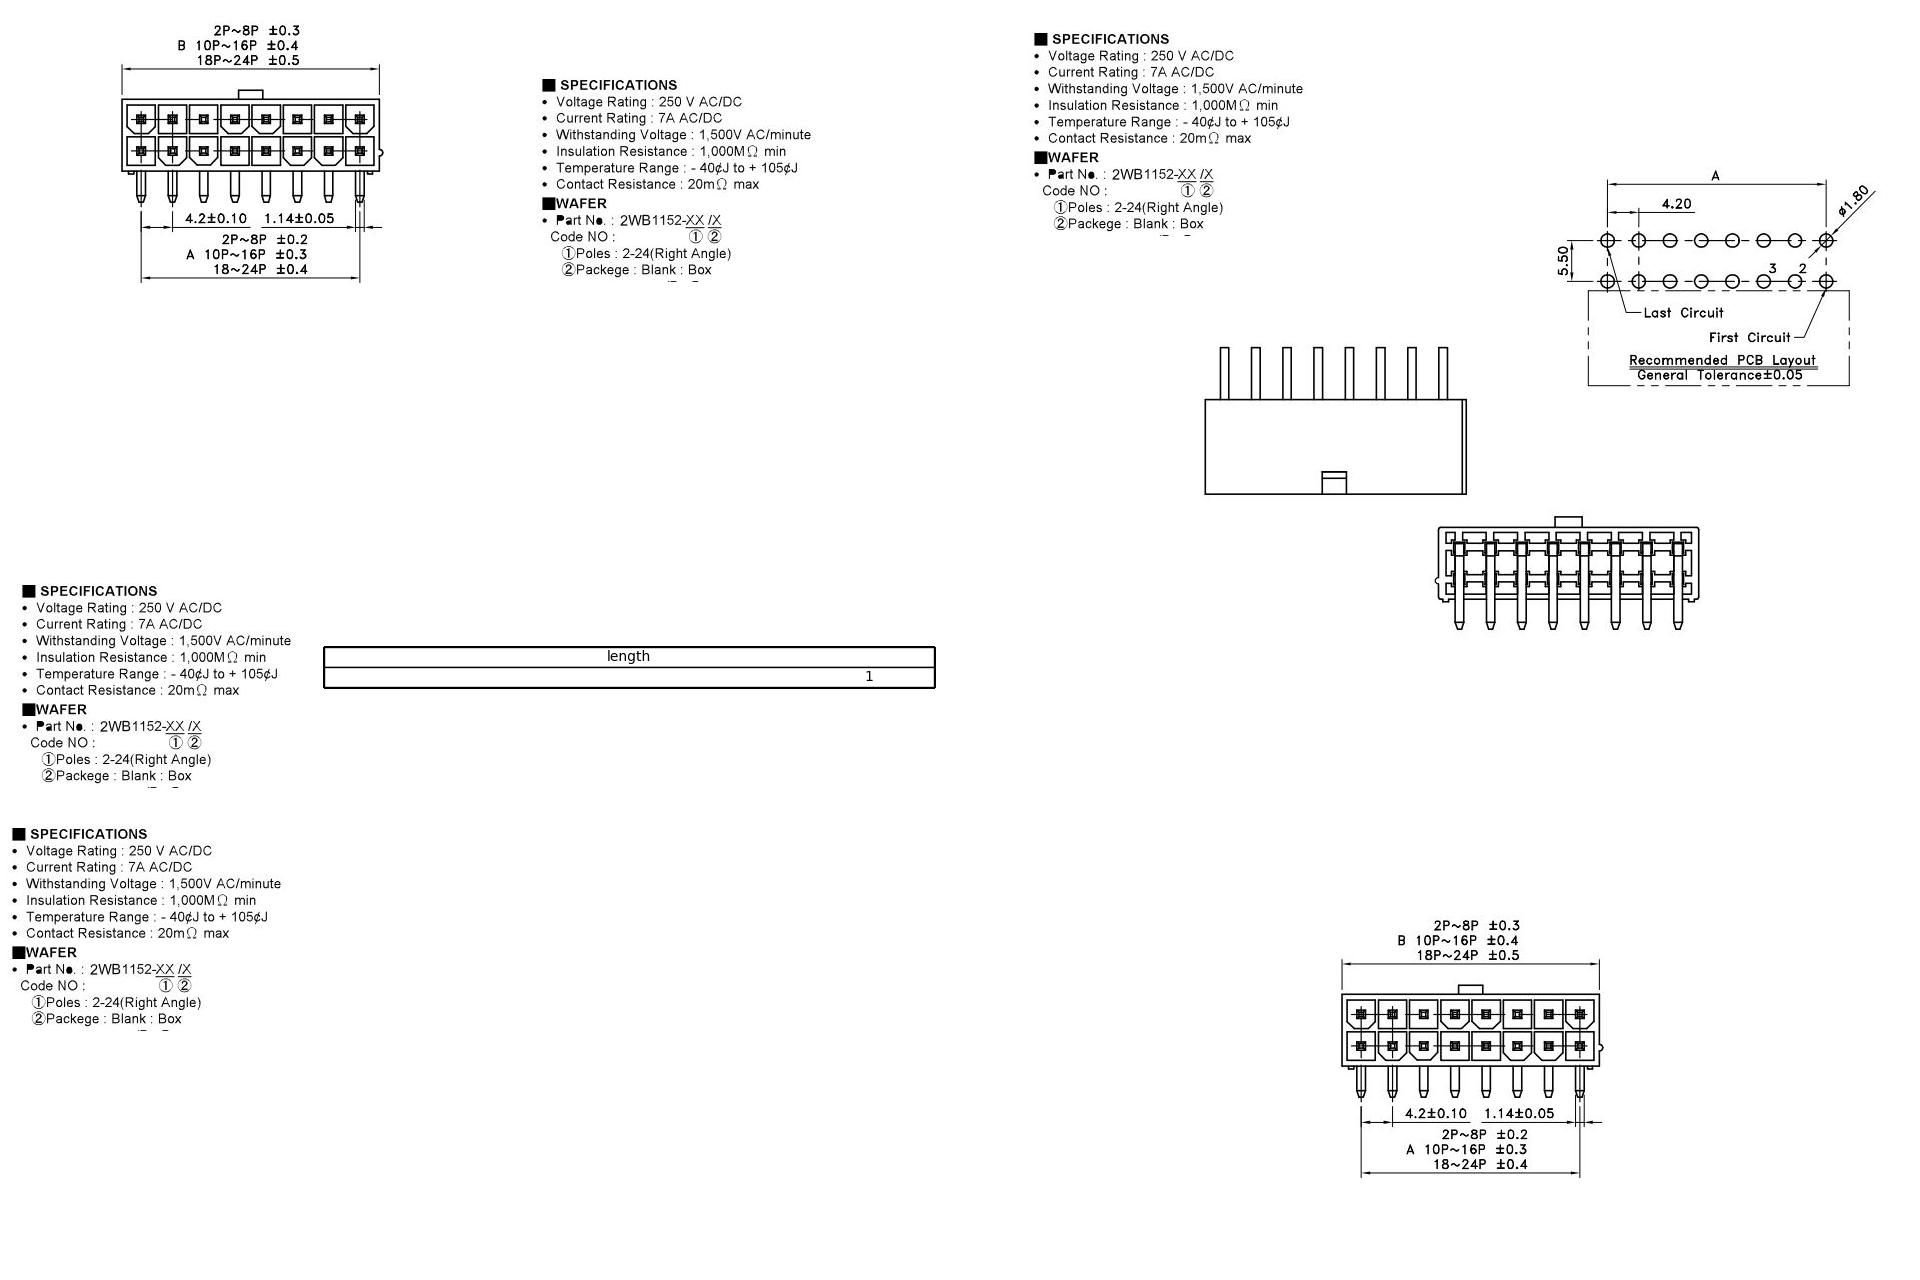 2P~8P ±0.3
B 10P~16P ±0.4
18P~24P ±0.5
4.2±0.10 1.14±0.05
2P~8P ±0.2
A 10P~16P ±0.3
18~24P ±0.4
■ SPECIFICATIONS
• Voltage Rating : 250 V AC/DC
• Current Rating : 7A AC/DC
• Withstanding Voltage : 1,500V AC/minute
• Insulation Resistance : 1,000MΩ min
• Temperature Range : - 40¢J to + 105¢J
• Contact Resistance : 20mΩ max
■WAFER
• Part No. : 2WB1152-XX /X
Code NO : ① ②
①Poles : 2-24(Right Angle)
②Packege : Blank : Box
■ SPECIFICATIONS
• Voltage Rating : 250 V AC/DC
• Current Rating : 7A AC/DC
• Withstanding Voltage : 1,500V AC/minute
• Insulation Resistance : 1,000MΩ min
• Temperature Range : - 40¢J to + 105¢J
• Contact Resistance : 20mΩ max
■WAFER
• Part No. : 2WB1152-XX /X
Code NO : ① ②
①Poles : 2-24(Right Angle)
②Packege : Blank : Box
A
4.20
ø1.80
5.50
3 2
Last Circuit
First Circuit
Recommended PCB Layout
General Tolerance±0.05
■ SPECIFICATIONS
• Voltage Rating : 250 V AC/DC
• Current Rating : 7A AC/DC
• Withstanding Voltage : 1,500V AC/minute
• Insulation Resistance : 1,000MΩ min
• Temperature Range : - 40¢J to + 105¢J
• Contact Resistance : 20mΩ max
■WAFER
• Part No. : 2WB1152-XX /X
Code NO : ① ②
①Poles : 2-24(Right Angle)
②Packege : Blank : Box
length
1
■ SPECIFICATIONS
• Voltage Rating : 250 V AC/DC
• Current Rating : 7A AC/DC
• Withstanding Voltage : 1,500V AC/minute
• Insulation Resistance : 1,000MΩ min
• Temperature Range : - 40¢J to + 105¢J
• Contact Resistance : 20mΩ max
■WAFER
• Part No. : 2WB1152-XX /X
Code NO : ① ②
①Poles : 2-24(Right Angle)
②Packege : Blank : Box
2P~8P ±0.3
B 10P~16P ±0.4
18P~24P ±0.5
4.2±0.10 1.14±0.05
2P~8P ±0.2
A 10P~16P ±0.3
18~24P ±0.4